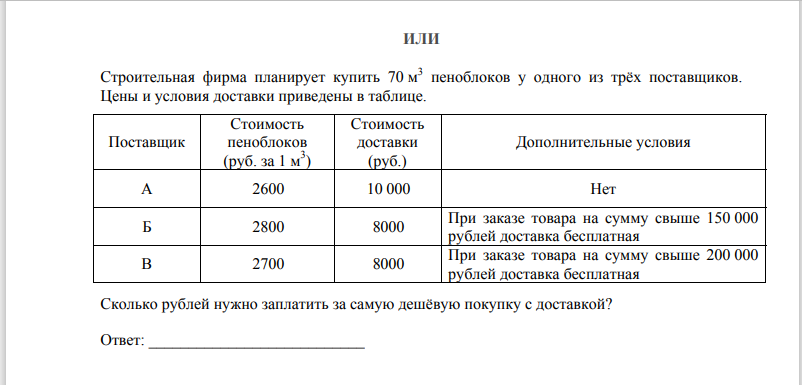 ИЛИ
Строительная фирма планирует купить 70 м³ пеноблоков у одного из трёх поставщиков.
Цены и условия доставки приведены в таблице.
Поставщик
Стоимость
пеноблоков
(руб. за 1 м³)
Стоимость
доставки
(руб.)
Дополнительные условия
А 2600 10 000 Нет
Б 2800 8000 При заказе товара на сумму свыше 150 000
рублей доставка бесплатная
В 2700 8000 При заказе товара на сумму свыше 200 000
рублей доставка бесплатная
Сколько рублей нужно заплатить за самую дешёвую покупку с доставкой?
Ответ: ___________________________